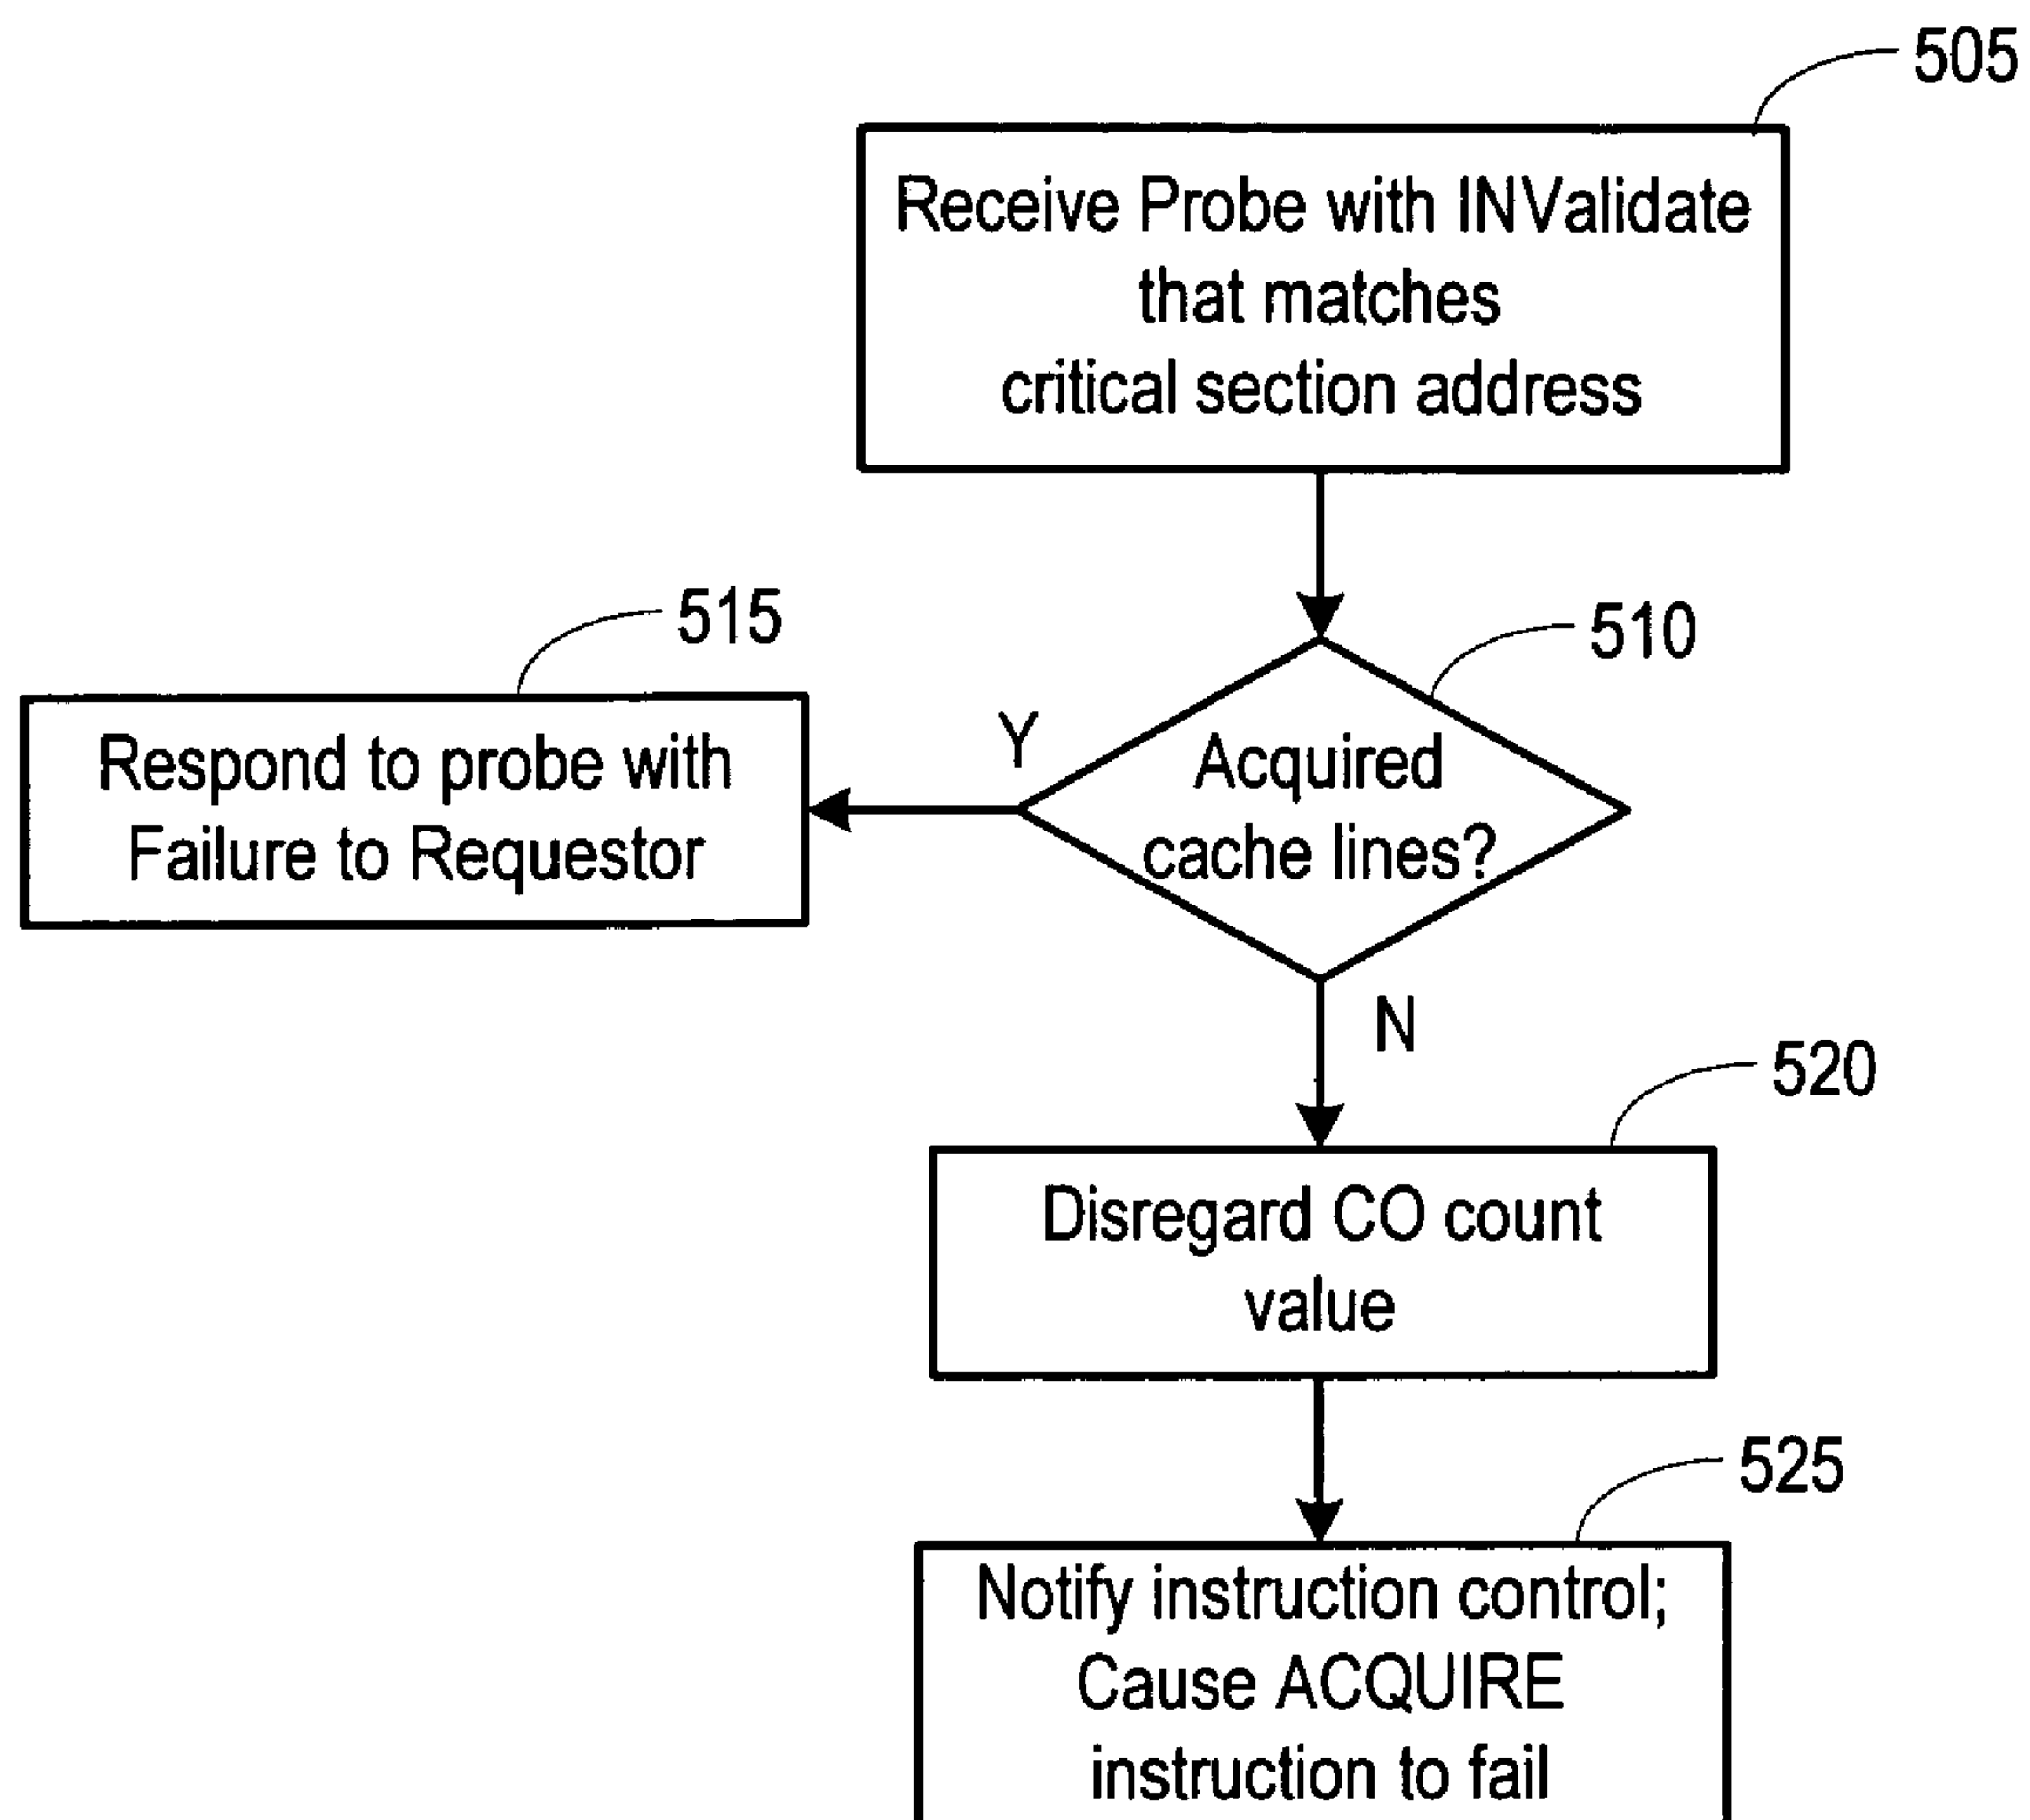 505
Receive Probe with INValidate
that matches
critical section address
510
Acquired
cache lines?
Y
515
Respond to probe with
Failure to Requestor
N
520
Disregard CO count
value
525
Notify instruction control;
Cause ACQUIRE
instruction to fail